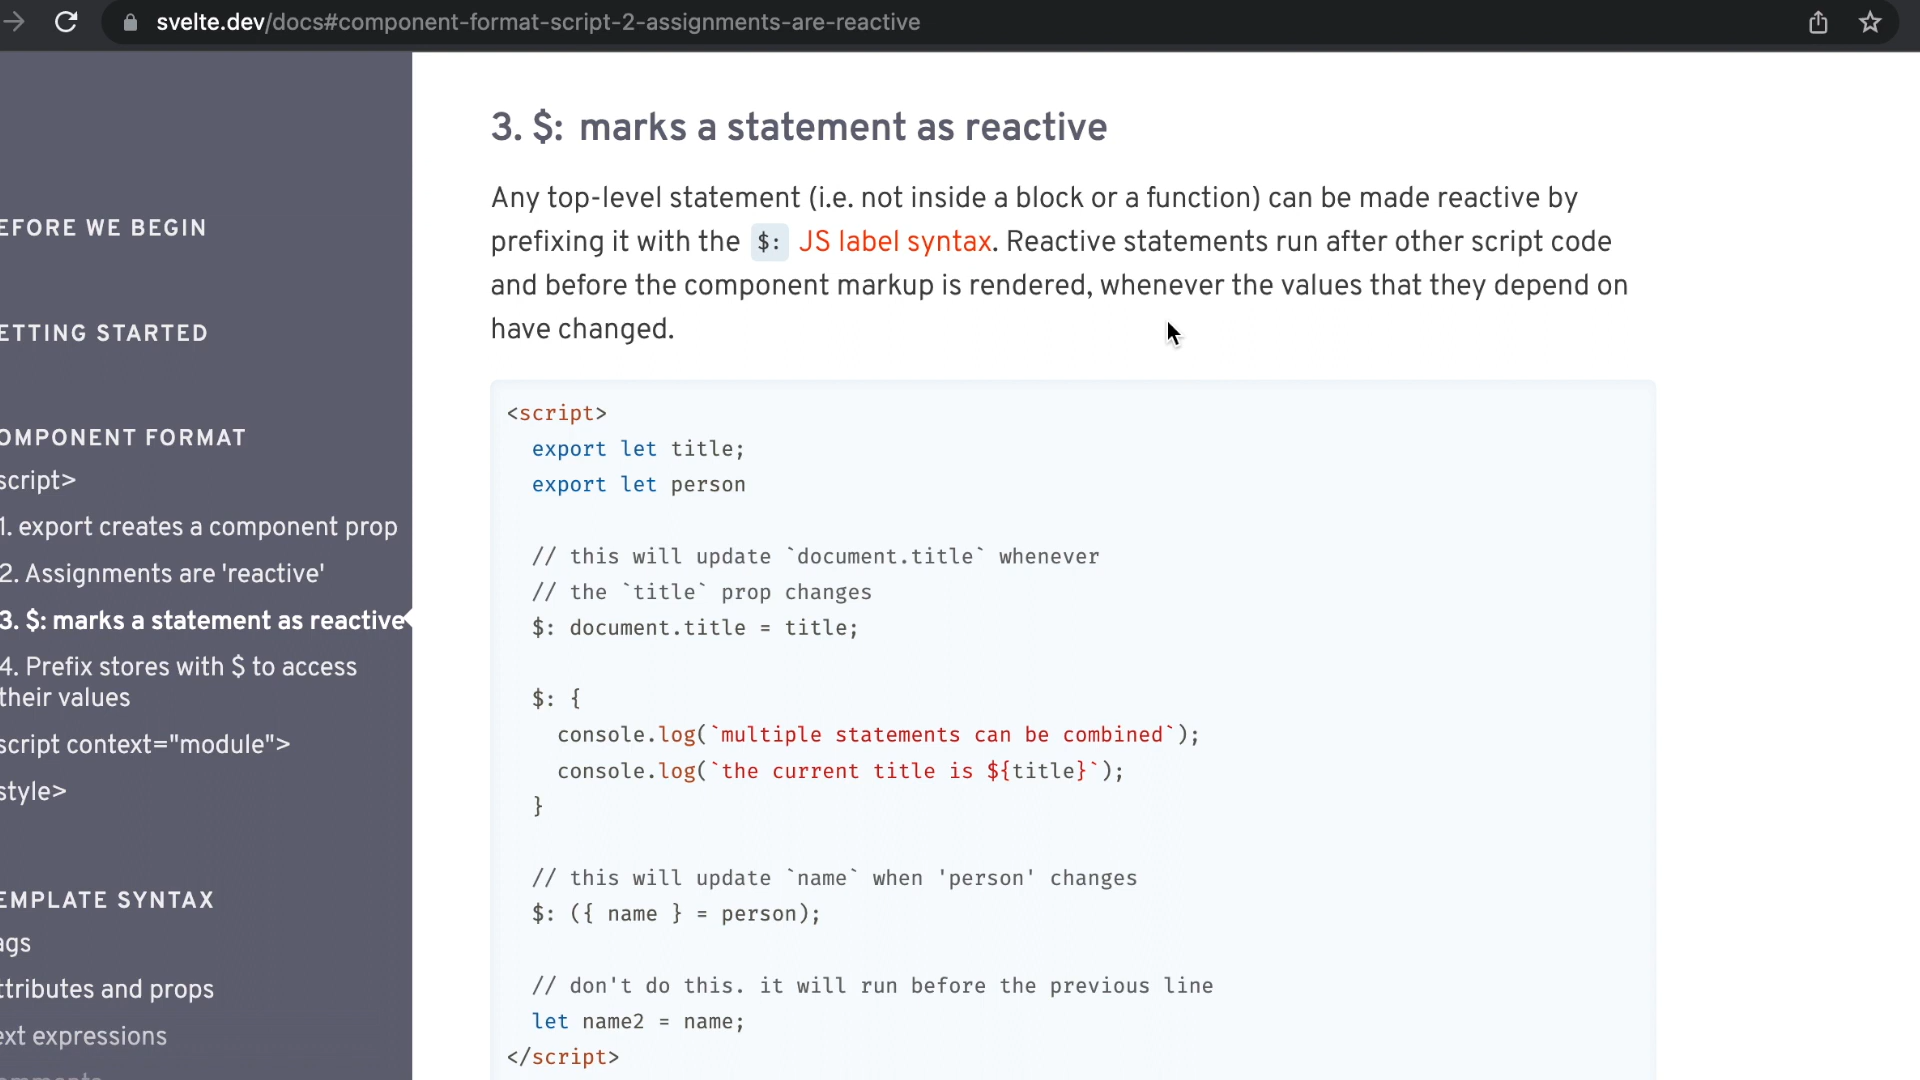 svelte.dev/docs#component-format-script-2-assignments-are-reactive
EFORE WE BEGIN
ETTING STARTED
OMPONENT FORMAT
script>
1. export creates a component prop
2. Assignments are 'reactive'
3. $: marks a statement as reactive
4. Prefix stores with $ to access
their values
script context="module">
style>
EMPLATE SYNTAX
ags
ttributes and props
ext expressions
3. $: marks a statement as reactive
Any top-level statement (i.e. not inside a block or a function) can be made reactive by
prefixing it with the $: JS label syntax. Reactive statements run after other script code
and before the component markup is rendered, whenever the values that they depend on
have changed.
<script>
export let title;
export let person
// this will update `document.title` whenever
// the `title` prop changes
$: document.title = title;
$: {
console.log(`multiple statements can be combined`);
console.log(`the current title is ${title}`);
}
// this will update `name` when 'person' changes
$: ({ name } = person);
// don't do this. it will run before the previous line
let name2 = name;
</script>